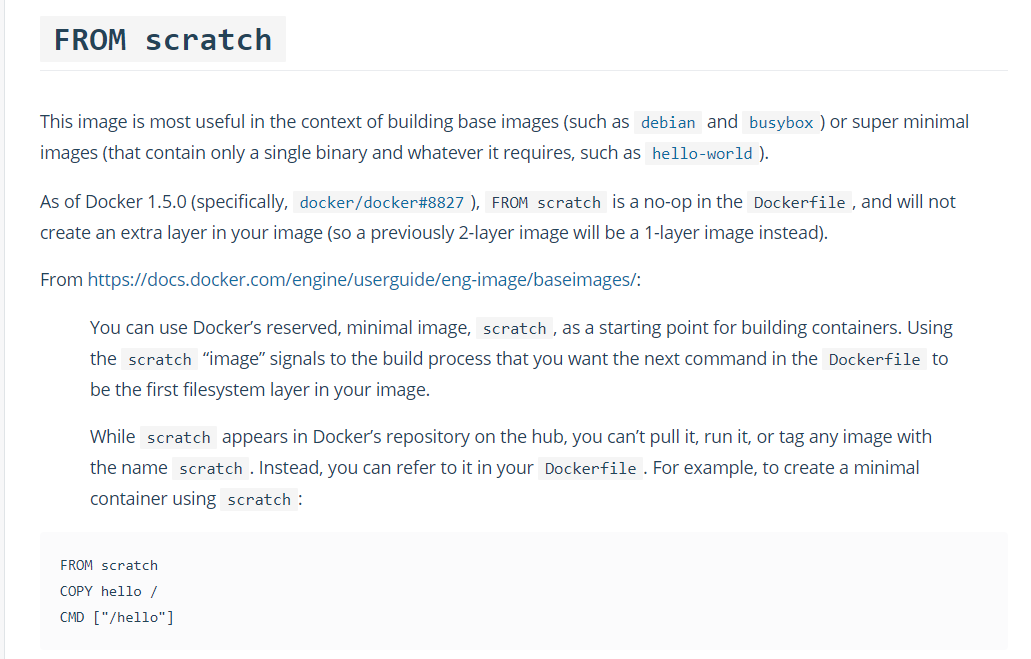 FROM scratch
This image is most useful in the context of building base images (such as debian and busybox ) or super minimal
images (that contain only a single binary and whatever it requires, such as hello-world ).
As of Docker 1.5.0 (specifically, docker/docker#8827 ), FROM scratch is a no-op in the Dockerfile , and will not
create an extra layer in your image (so a previously 2-layer image will be a 1-layer image instead).
From https://docs.docker.com/engine/userguide/eng-image/baseimages/:
You can use Docker’s reserved, minimal image, scratch , as a starting point for building containers. Using
the scratch “image” signals to the build process that you want the next command in the Dockerfile to
be the first filesystem layer in your image.
While scratch appears in Docker’s repository on the hub, you can’t pull it, run it, or tag any image with
the name scratch . Instead, you can refer to it in your Dockerfile . For example, to create a minimal
container using scratch :
FROM scratch
COPY hello /
CMD ["/hello"]